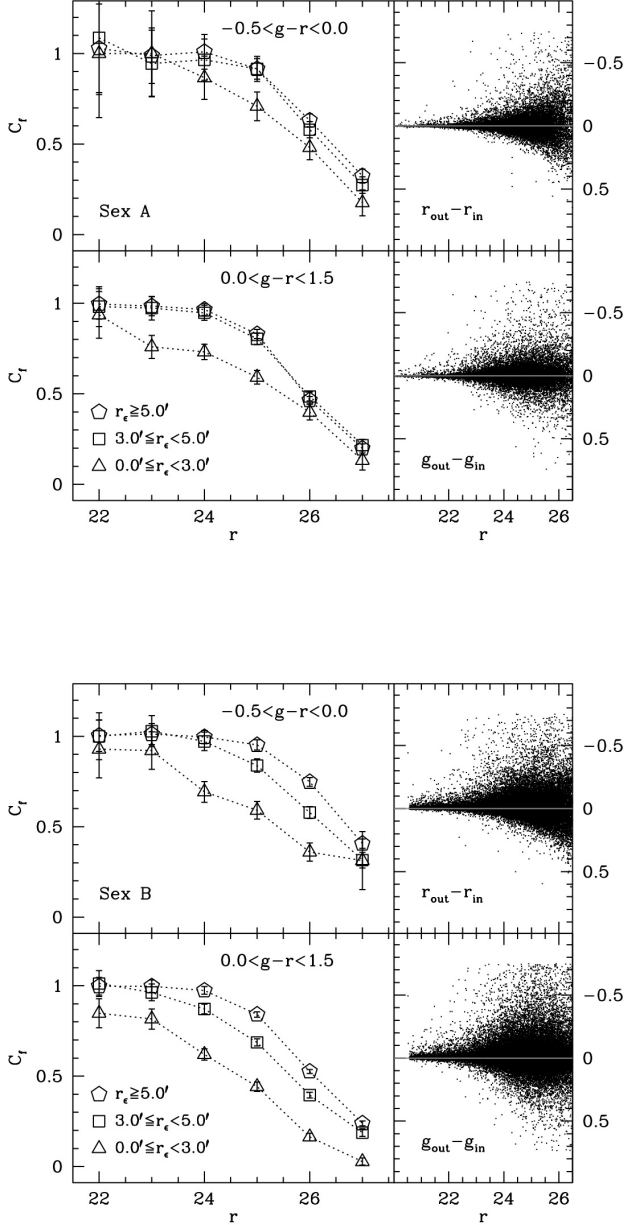 −0.5<g−r<0.0
1
C_f
0.5
Sex A
0
−0.5
0
0.5
r_out−r_in
0.0<g−r<1.5
1
C_f
0.5
r_ϵ≧5.0′
3.0′≦r_ϵ<5.0′
0.0′≦r_ϵ<3.0′
0
−0.5
0
0.5
g_out−g_in
22 24 26
r
22 24 26
r
−0.5<g−r<0.0
1
C_f
0.5
Sex B
0
−0.5
0
0.5
r_out−r_in
0.0<g−r<1.5
1
C_f
0.5
r_ϵ≧5.0′
3.0′≦r_ϵ<5.0′
0.0′≦r_ϵ<3.0′
0
−0.5
0
0.5
g_out−g_in
22 24 26
r
22 24 26
r